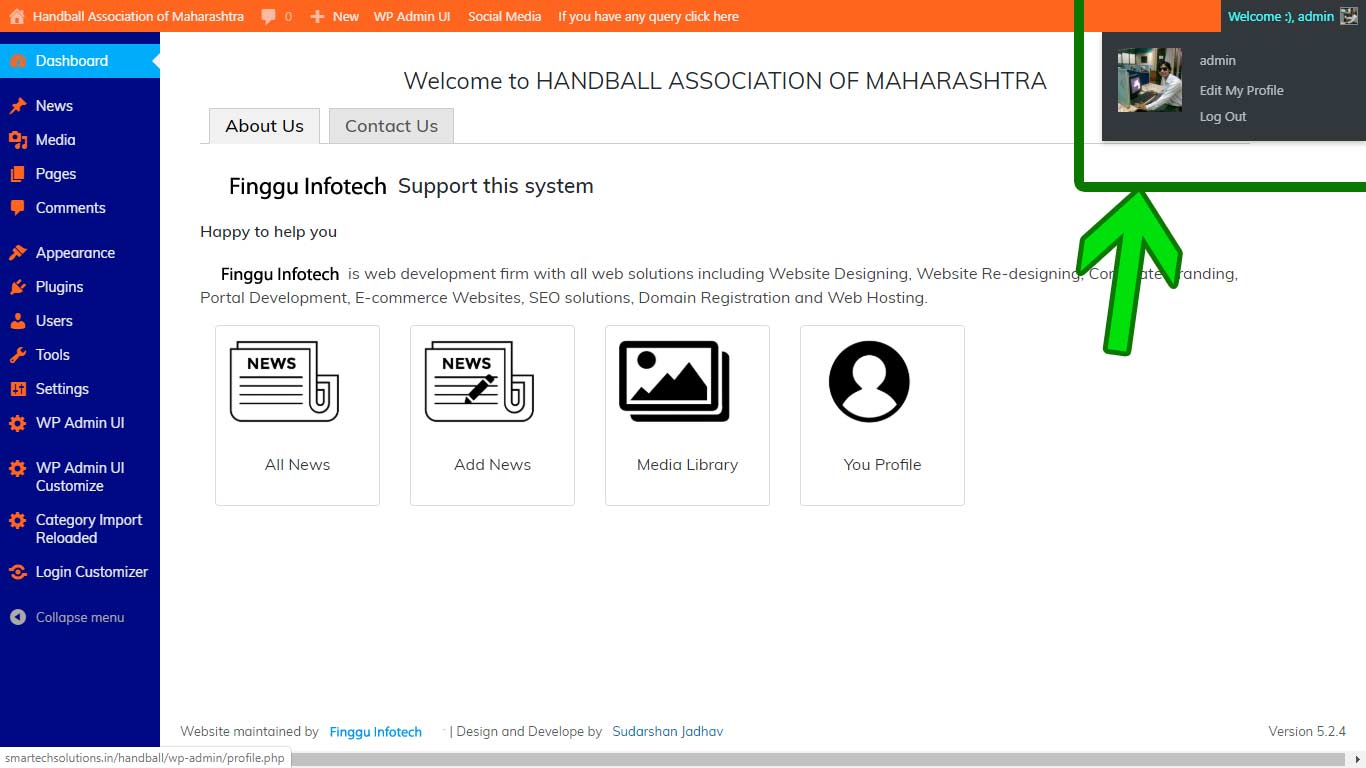 Handball Association of Maharashtra 0 New WP Admin UI Social Media If you have any query click here Welcome :), admin
admin
Edit My Profile
Log Out
Dashboard
News
Media
Pages
Comments
Appearance
Plugins
Users
Tools
Settings
WP Admin UI
WP Admin UI
Customize
Category Import
Reloaded
Login Customizer
Collapse menu
Welcome to HANDBALL ASSOCIATION OF MAHARASHTRA
About Us Contact Us
Finggu Infotech Support this system
Happy to help you
Finggu Infotech is web development firm with all web solutions including Website Designing, Website Re-designing,
Portal Development, E-commerce Websites, SEO solutions, Domain Registration and Web Hosting.
NEWS NEWS
All News Add News Media Library You Profile
Website maintained by Finggu Infotech | Design and Develope by Sudarshan Jadhav Version 5.2.4
smartechsolutions.in/handball/wp-admin/profile.php